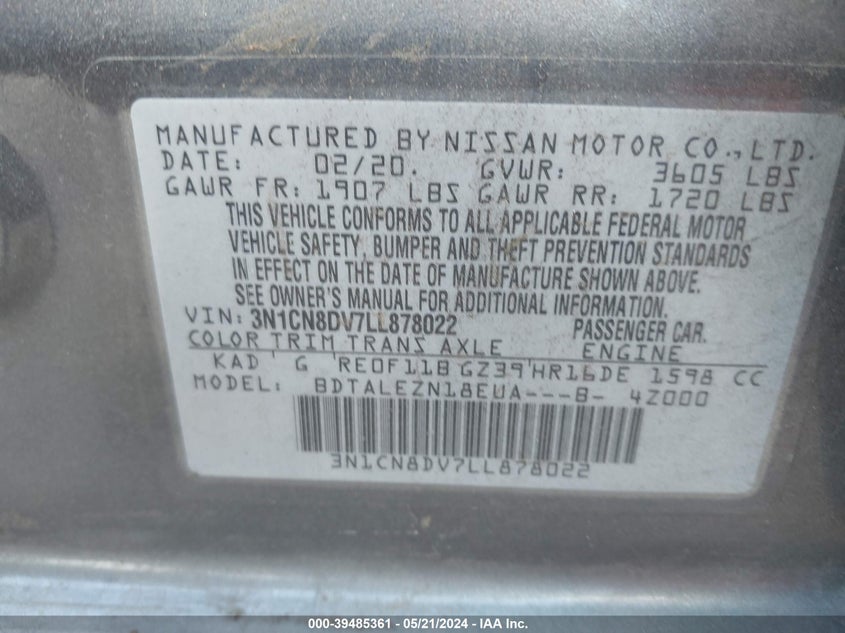 MANUFACTURED BY NISSAN MOTOR CO., LTD.
DATE: 02/20. GVWR: 3605 LBS
GAWR FR: 1907 LBS GAWR RR: 1720 LBS
THIS VEHICLE CONFORMS TO ALL APPLICABLE FEDERAL MOTOR
VEHICLE SAFETY, BUMPER AND THEFT PREVENTION STANDARDS
IN EFFECT ON THE DATE OF MANUFACTURE SHOWN ABOVE.
SEE OWNER'S MANUAL FOR ADDITIONAL INFORMATION.
VIN: 3N1CN8DV7LL878022 PASSENGER CAR.
COLOR TRIM TRANS AXLE ENGINE
KAD G RE0F11B GZ39 HR16DE 1598 CC
MODEL: BDTALEZN18EUA---B- 4Z000
3N1CN8DV7LL878022
000-39485361 - 05/21/2024 - IAA Inc.